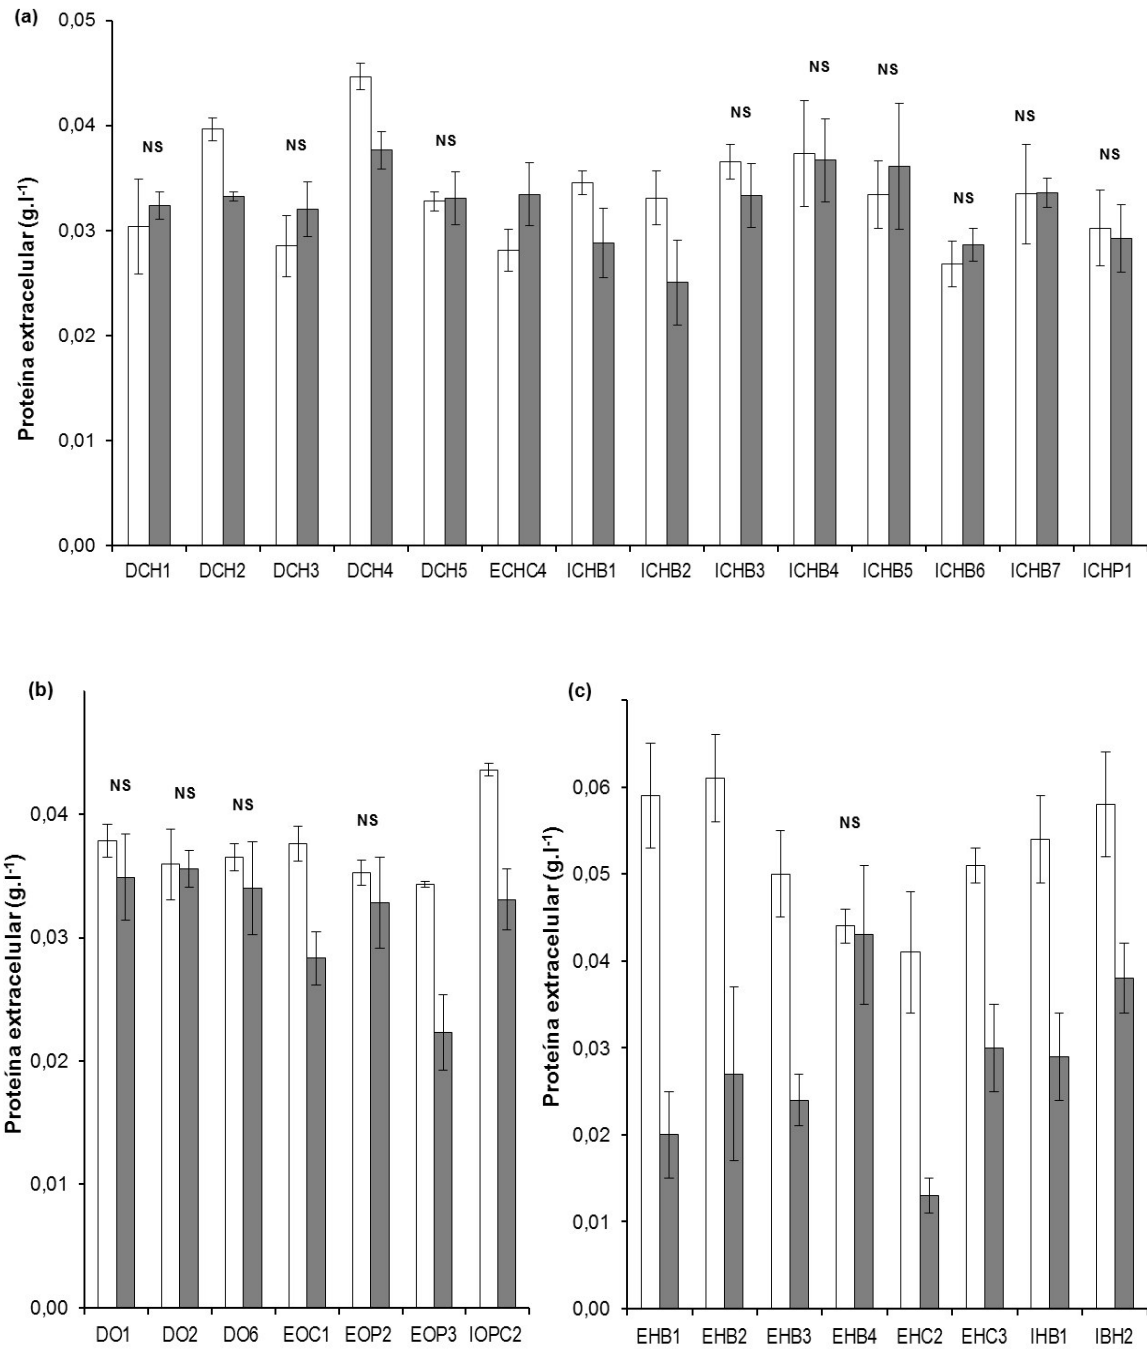 (a)
Proteína extracelular (g.l-1)
0,05
0,04
0,03
0,02
0,01
0,00
NS
NS
NS
NS
NS
NS
NS
NS
NS
DCH1 DCH2 DCH3 DCH4 DCH5 ECHC4 ICHB1 ICHB2 ICHB3 ICHB4 ICHB5 ICHB6 ICHB7 ICHP1
(b)
Proteína extracelular (g.l-1)
0,04
0,03
0,02
0,01
0,00
NS
NS
NS
NS
DO1 DO2 DO6 EOC1 EOP2 EOP3 IOPC2
(c)
Proteína extracelular (g.l-1)
0,06
0,05
0,04
0,03
0,02
0,01
0,00
NS
EHB1 EHB2 EHB3 EHB4 EHC2 EHC3 IHB1 IBH2